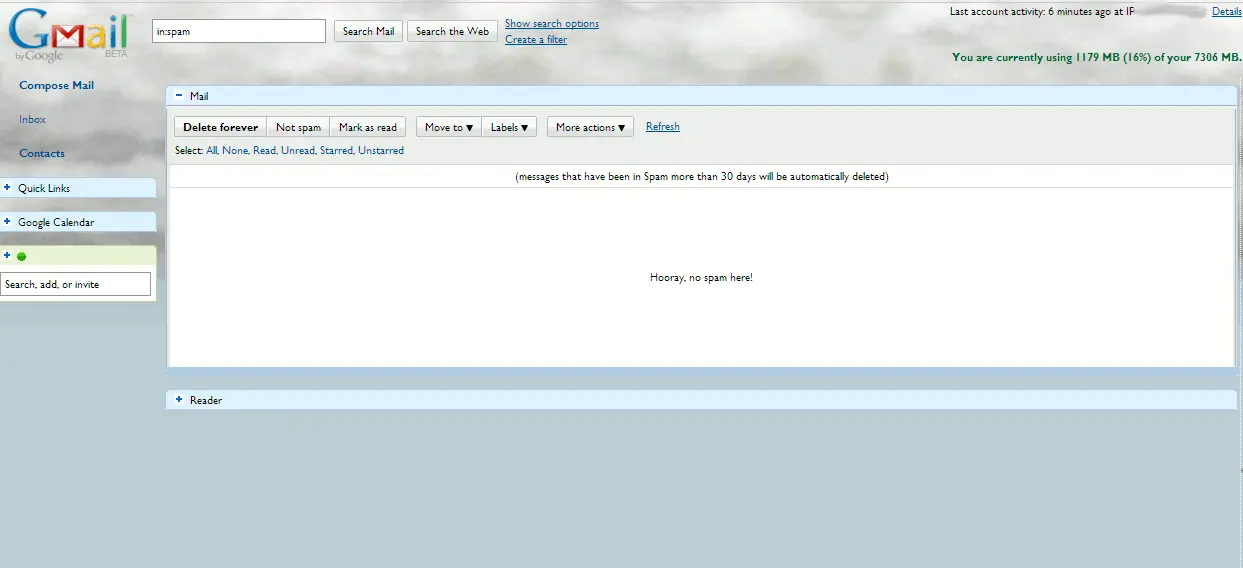 Last account activity: 6 minutes ago at IP Details
Gmail
by Google BETA
in:spam Search Mail Search the Web
Show search options
Create a filter
You are currently using 1179 MB (16%) of your 7306 MB.
Compose Mail
Inbox
Contacts
Quick Links
Google Calendar
Search, add, or invite
Mail
Delete forever Not spam Mark as read Move to ▼ Labels ▼ More actions ▼ Refresh
Select: All, None, Read, Unread, Starred, Unstarred
(messages that have been in Spam more than 30 days will be automatically deleted)
Hooray, no spam here!
Reader